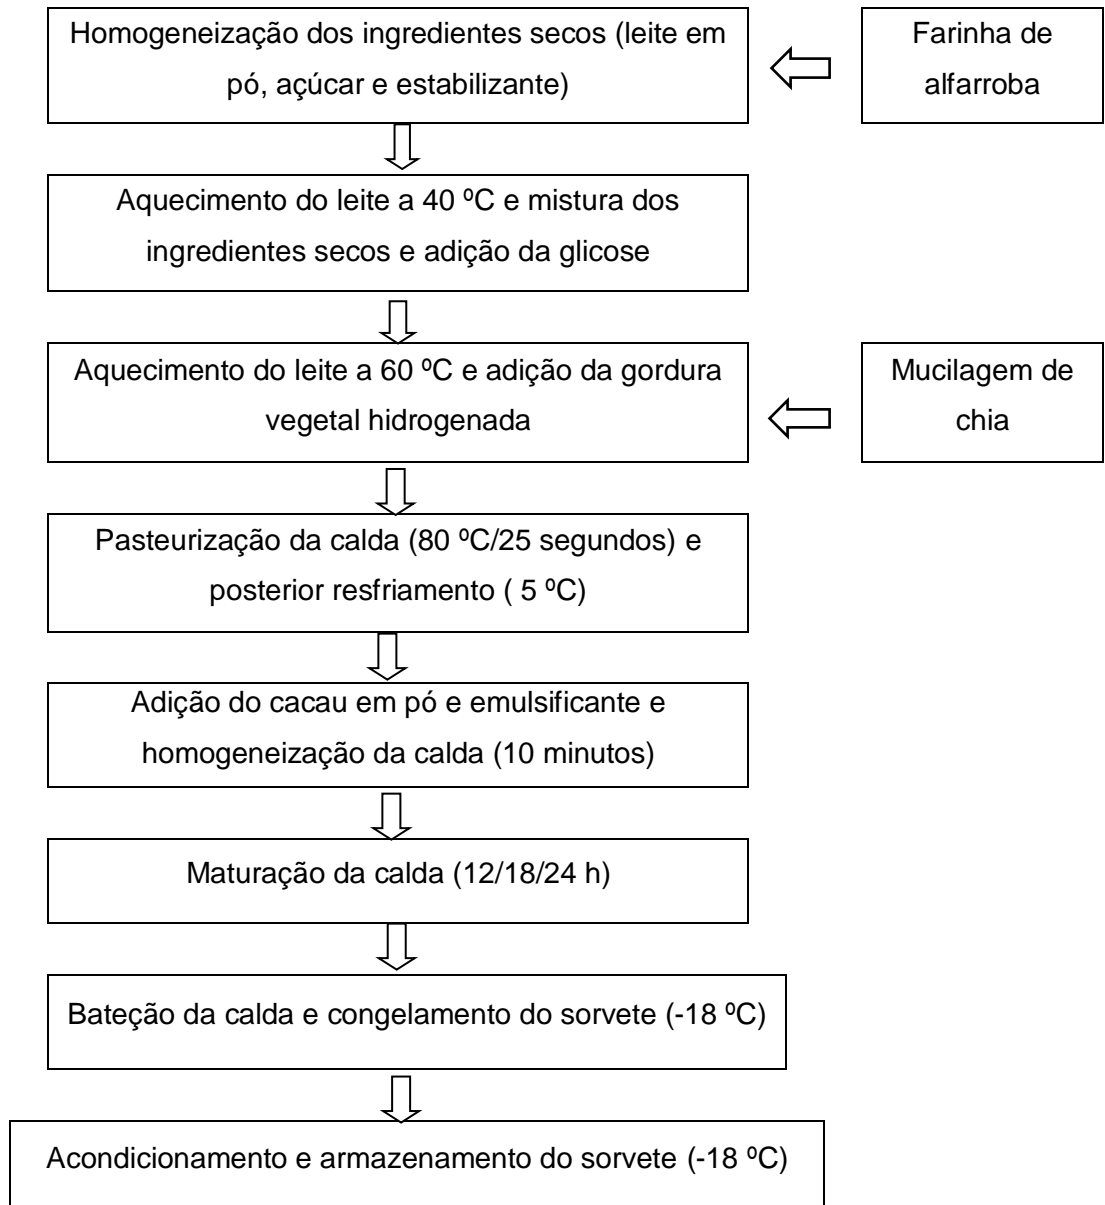 Homogeneização dos ingredientes secos (leite em
pó, açúcar e estabilizante)
Farinha de
alfarroba
Aquecimento do leite a 40 ºC e mistura dos
ingredientes secos e adição da glicose
Aquecimento do leite a 60 ºC e adição da gordura
vegetal hidrogenada
Mucilagem de
chia
Pasteurização da calda (80 ºC/25 segundos) e
posterior resfriamento ( 5 ºC)
Adição do cacau em pó e emulsificante e
homogeneização da calda (10 minutos)
Maturação da calda (12/18/24 h)
Bateção da calda e congelamento do sorvete (-18 ºC)
Acondicionamento e armazenamento do sorvete (-18 ºC)